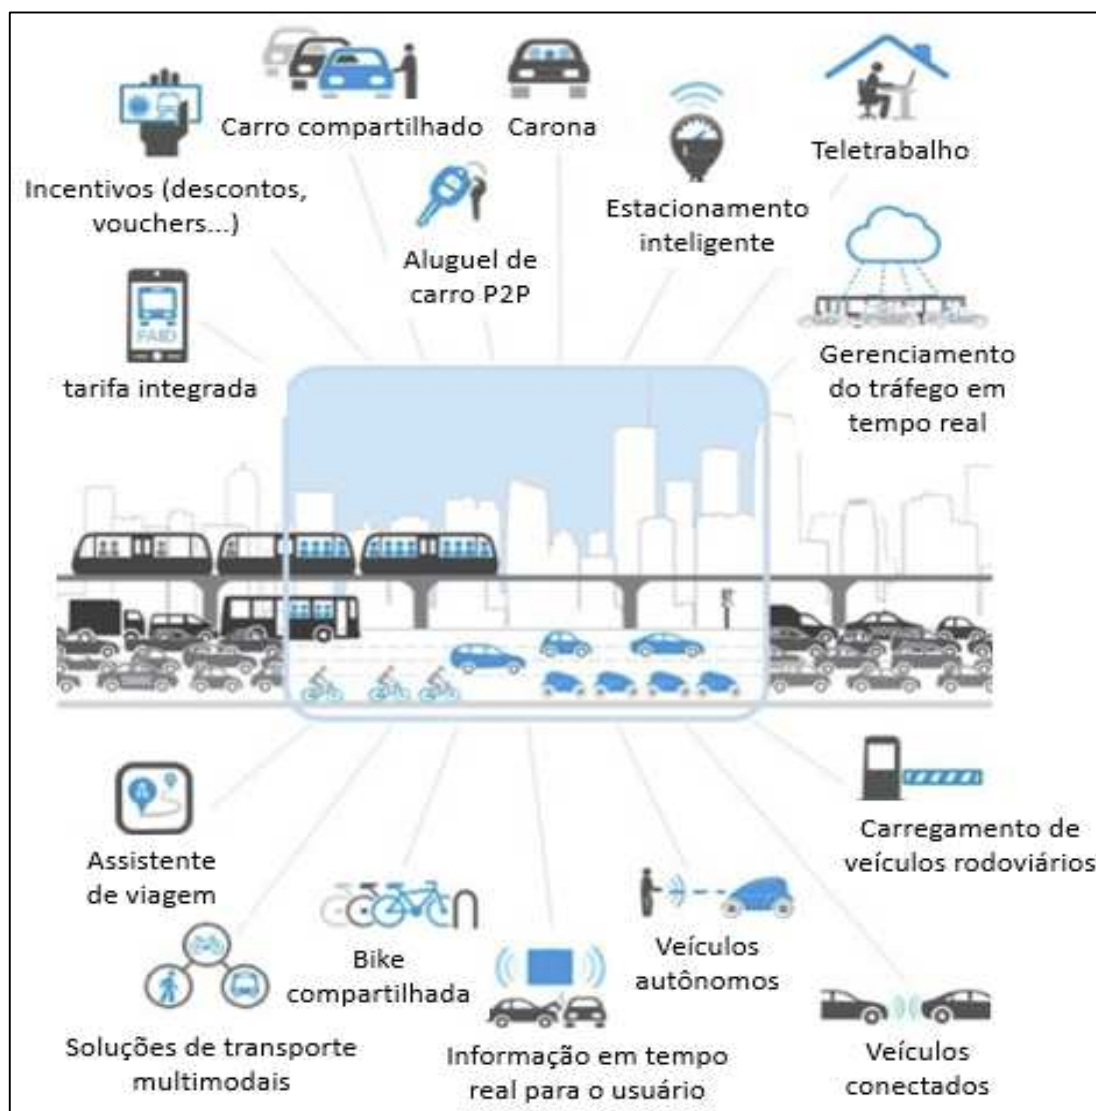 Carro compartilhado
Carona
Teletrabalho
Incentivos (descontos,
vouchers...)
Aluguel de
carro P2P
Estacionamento
inteligente
PAID
tarifa integrada
Gerenciamento
do tráfego em
tempo real
Assistente
de viagem
Carregamento de
veículos rodoviários
Bike
compartilhada
Veículos
autônomos
Soluções de transporte
multimodais
Informação em tempo
real para o usuário
Veículos
conectados